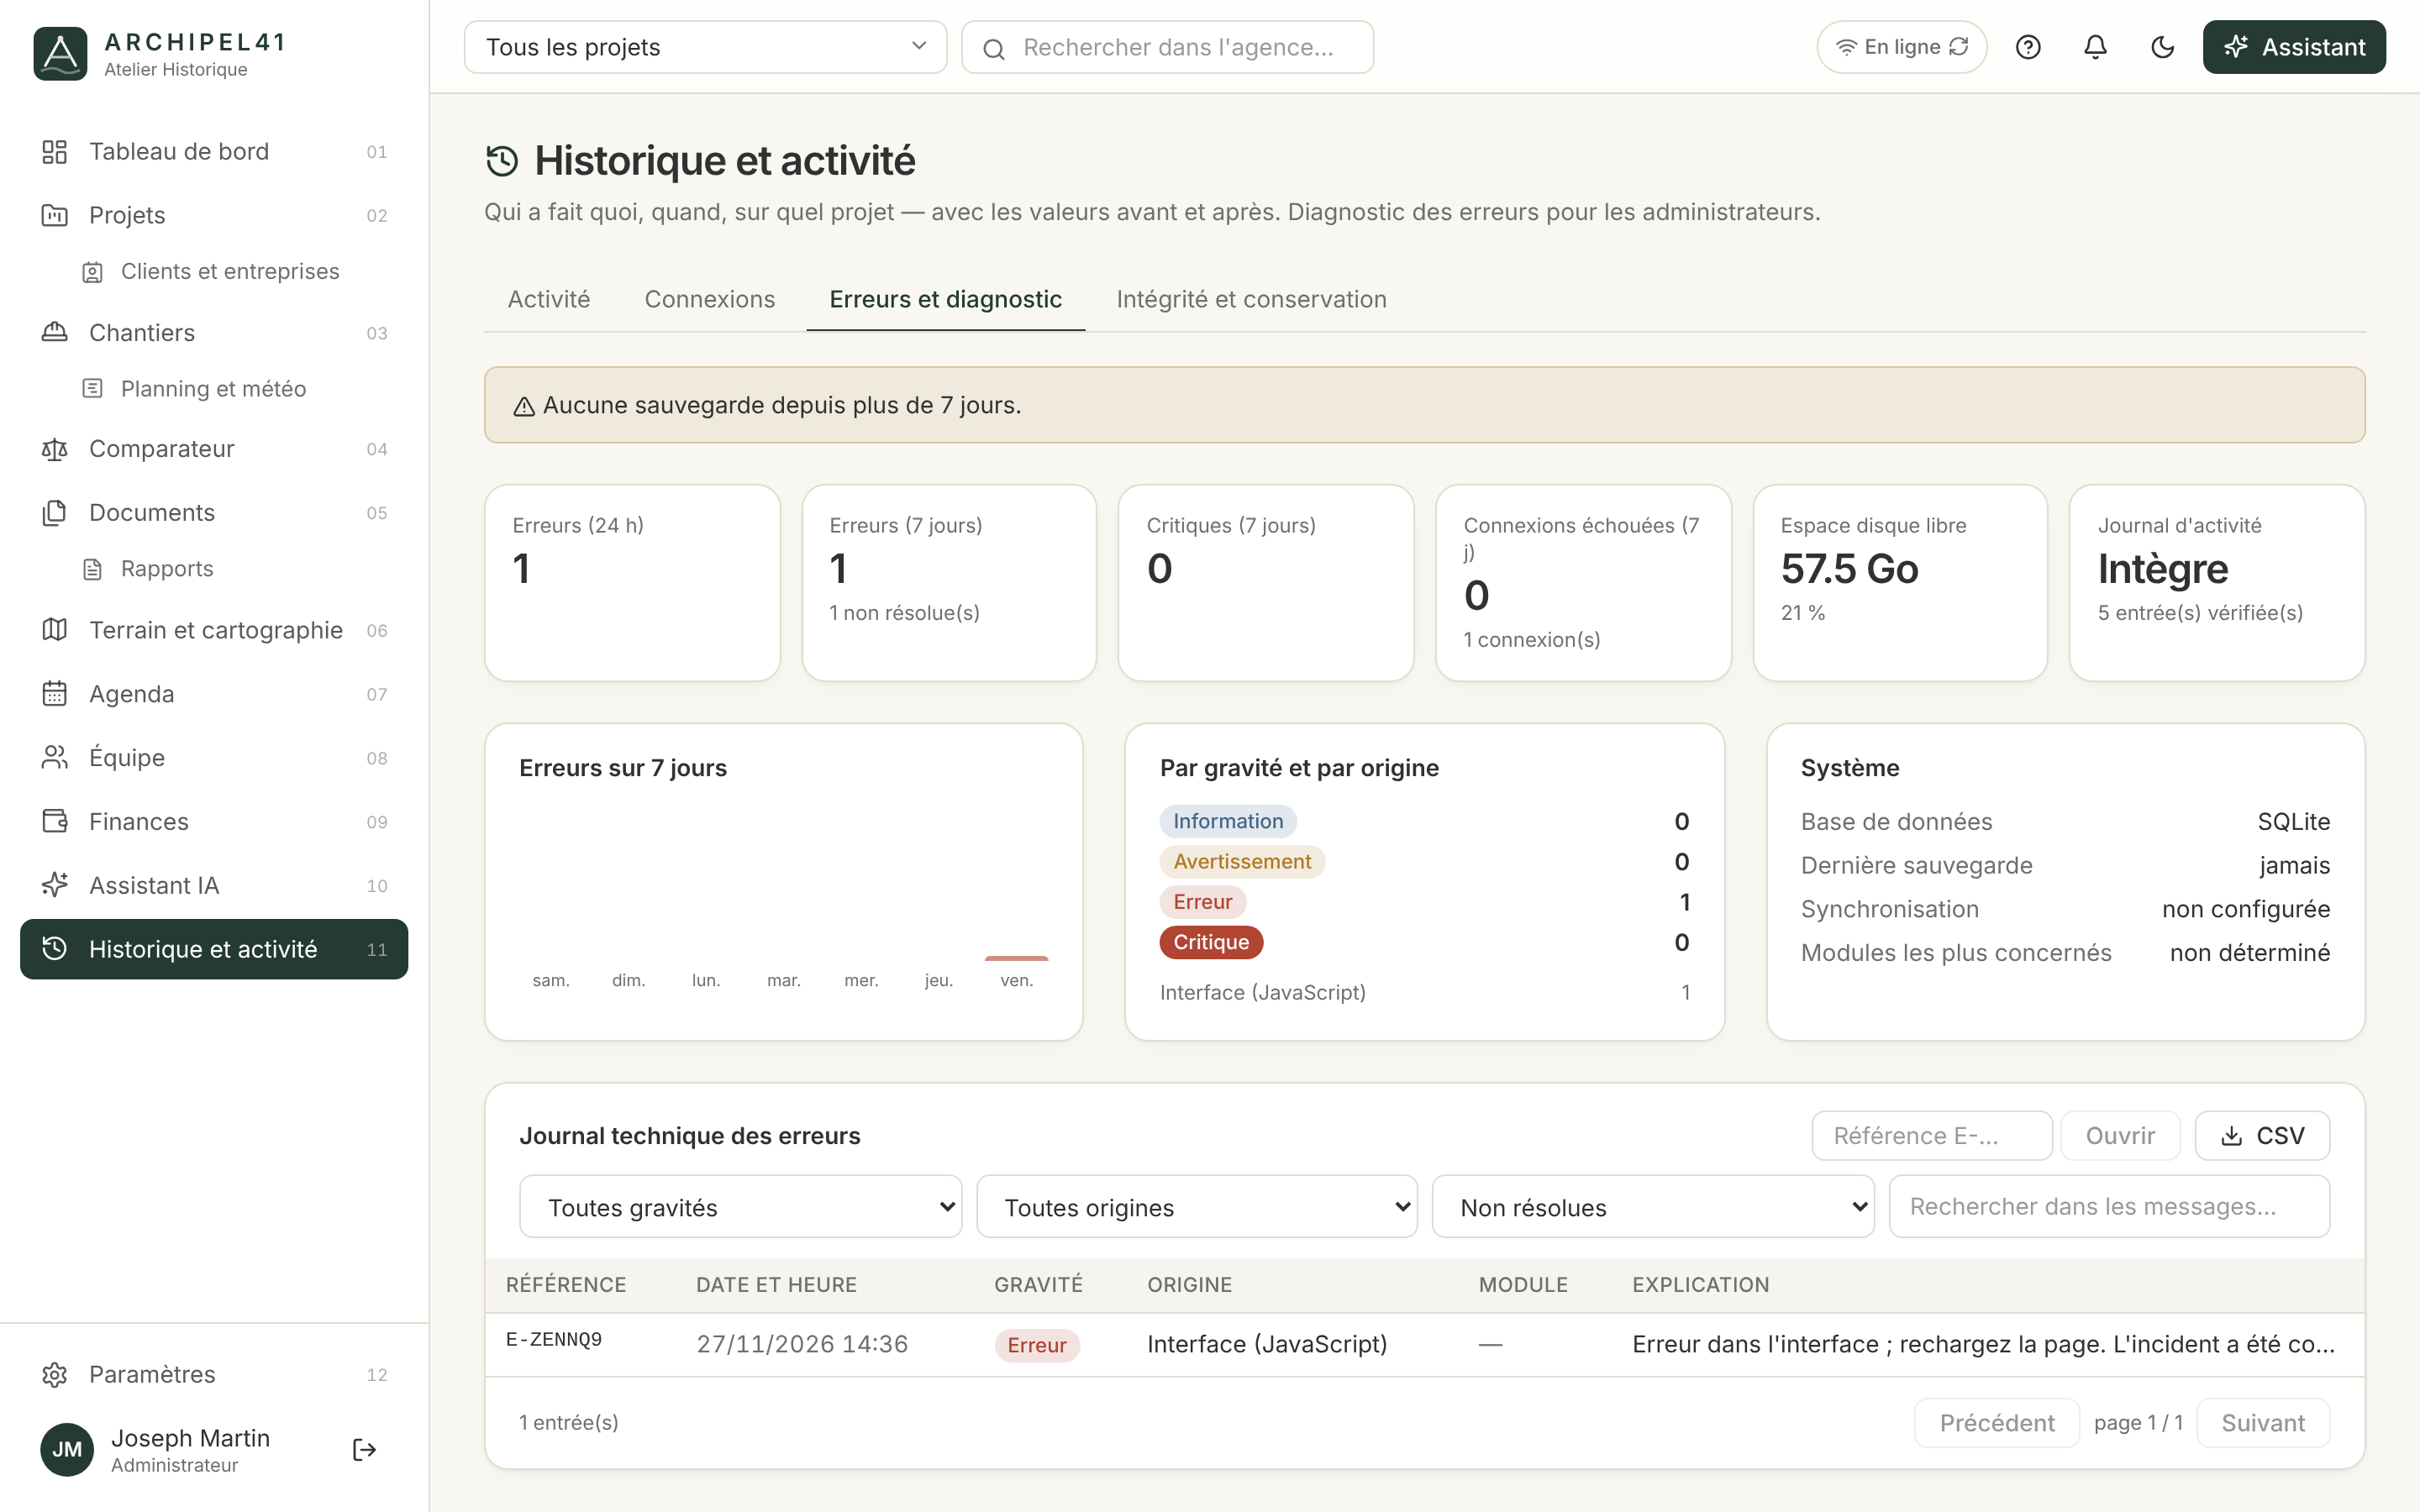 ARCHIPEL41
Atelier Historique
Tableau de bord 01
Projets 02
Clients et entreprises
Chantiers 03
Planning et météo
Comparateur 04
Documents 05
Rapports
Terrain et cartographie 06
Agenda 07
Équipe 08
Finances 09
Assistant IA 10
Historique et activité 11
Paramètres 12
JM
Joseph Martin
Administrateur
Tous les projets
Rechercher dans l'agence...
En ligne
Assistant
Historique et activité
Qui a fait quoi, quand, sur quel projet — avec les valeurs avant et après. Diagnostic des erreurs pour les administrateurs.
Activité Connexions Erreurs et diagnostic Intégrité et conservation
Aucune sauvegarde depuis plus de 7 jours.
Erreurs (24 h)
1
Erreurs (7 jours)
1
1 non résolue(s)
Critiques (7 jours)
0
Connexions échouées (7
j)
0
1 connexion(s)
Espace disque libre
57.5 Go
21 %
Journal d'activité
Intègre
5 entrée(s) vérifiée(s)
Erreurs sur 7 jours
sam. dim. lun. mar. mer. jeu. ven.
Par gravité et par origine
Information 0
Avertissement 0
Erreur 1
Critique 0
Interface (JavaScript) 1
Système
Base de données SQLite
Dernière sauvegarde jamais
Synchronisation non configurée
Modules les plus concernés non déterminé
Journal technique des erreurs
Référence E-...
Ouvrir
CSV
Toutes gravités
Toutes origines
Non résolues
Rechercher dans les messages...
RÉFÉRENCE DATE ET HEURE GRAVITÉ ORIGINE MODULE EXPLICATION
E-ZENNQ9 27/11/2026 14:36 Erreur Interface (JavaScript) — Erreur dans l'interface ; rechargez la page. L'incident a été co...
1 entrée(s)
Précédent page 1 / 1 Suivant